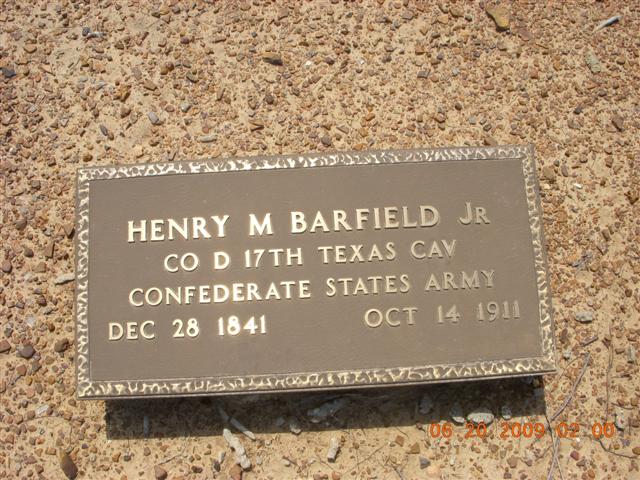 HENRY M BARFIELD JR
CO D 17TH TEXAS CAV
CONFEDERATE STATES ARMY
DEC 28 1841 OCT 14 1911
06 20 2009 02 00